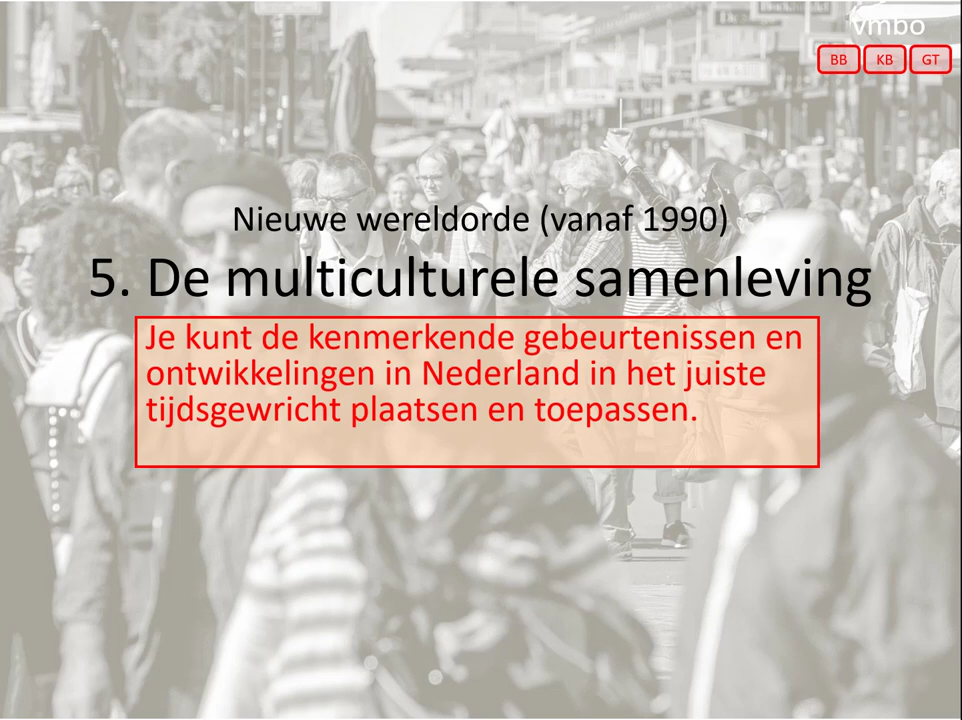 vmbo
BB KB GT
Nieuwe wereldorde (vanaf 1990)
5. De multiculturele samenleving
Je kunt de kenmerkende gebeurtenissen en
ontwikkelingen in Nederland in het juiste
tijdsgewricht plaatsen en toepassen.